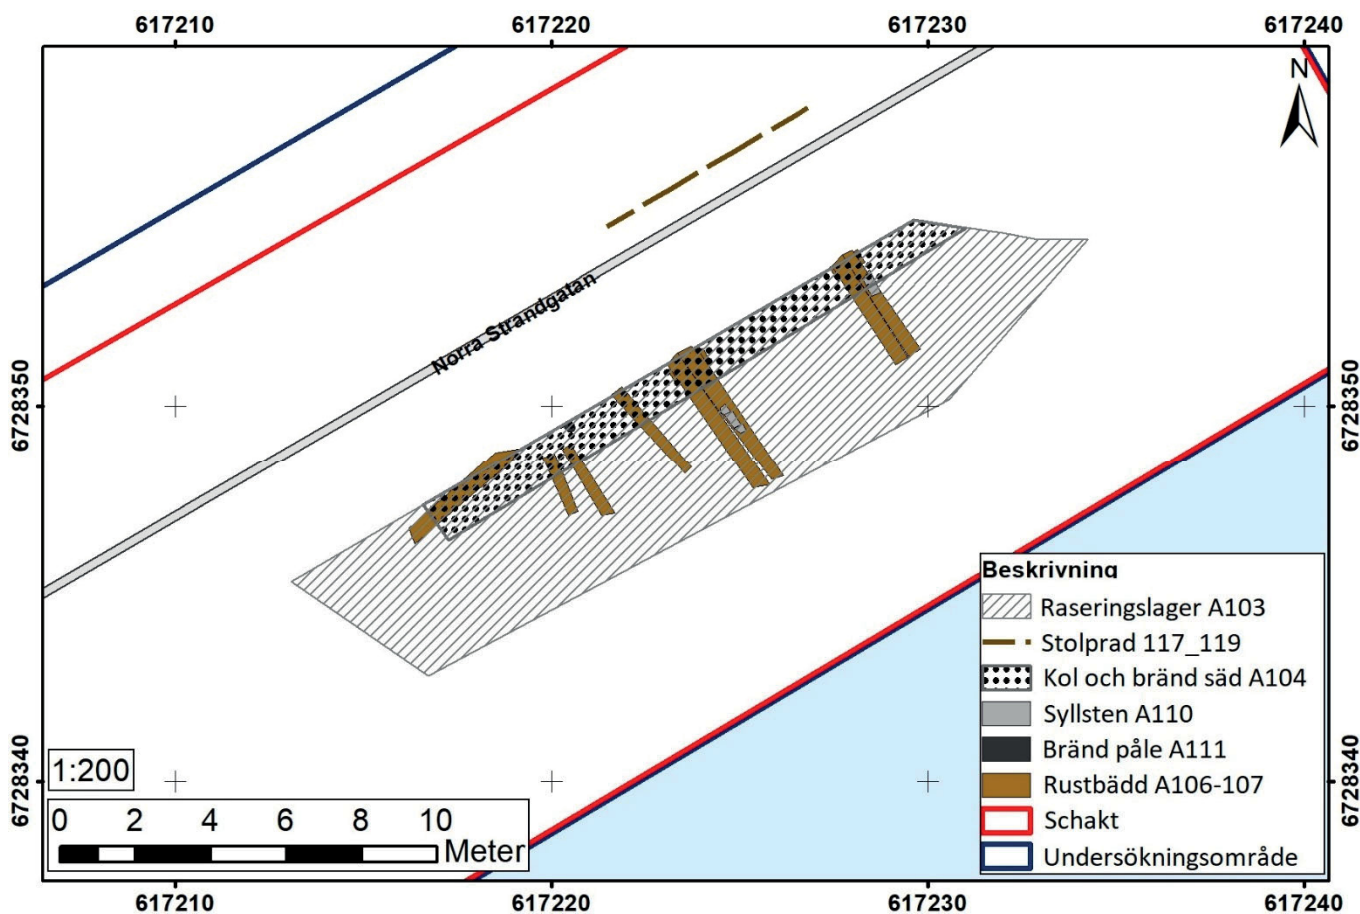 617210 617220 617230 617240
N
Norra Strandgatan
6728350 6728350
Beskrivning
Raseringslager A103
Stolprad 117_119
Kol och bränd säd A104
Syllsten A110
Bränd påle A111
Rustbädd A106-107
Schakt
Undersökningsområde
6728340 6728340
1:200
0 2 4 6 8 10
Meter
617210 617220 617230 617240